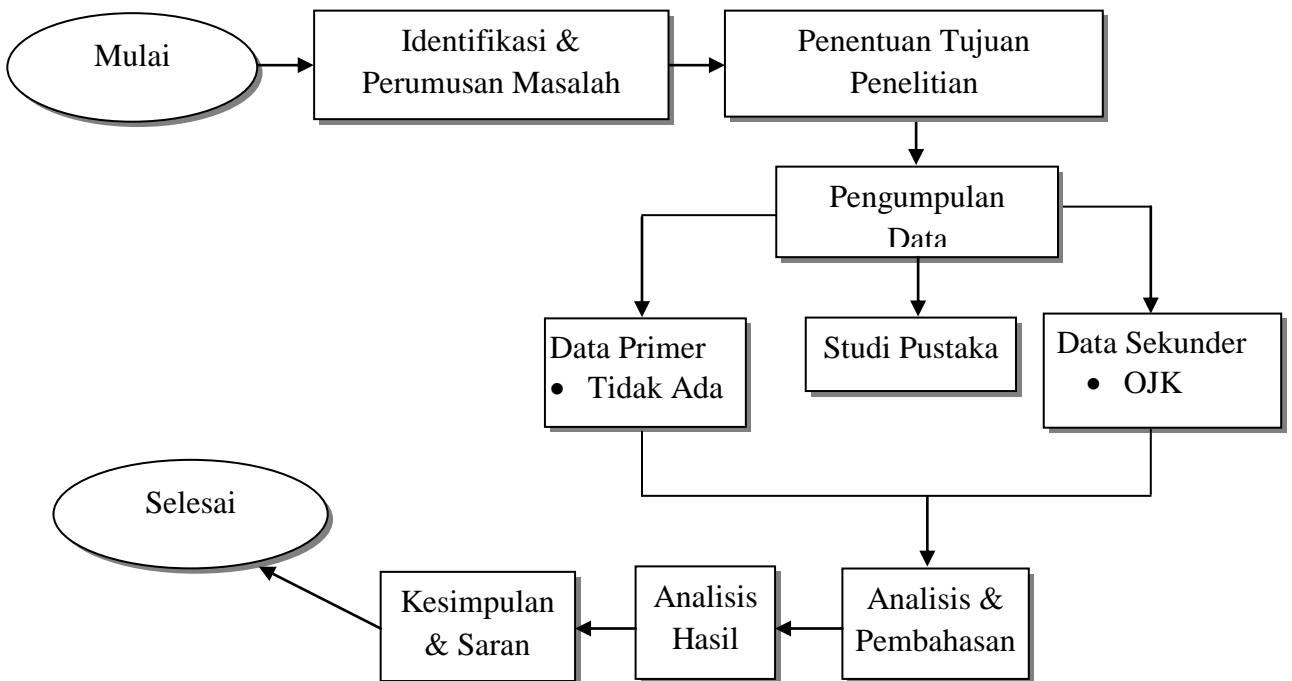 Mulai
Identifikasi &
Perumusan Masalah
Penentuan Tujuan
Penelitian
Pengumpulan
Data
Data Primer
• Tidak Ada
Studi Pustaka
Data Sekunder
• OJK
Analisis &
Pembahasan
Analisis
Hasil
Kesimpulan
& Saran
Selesai